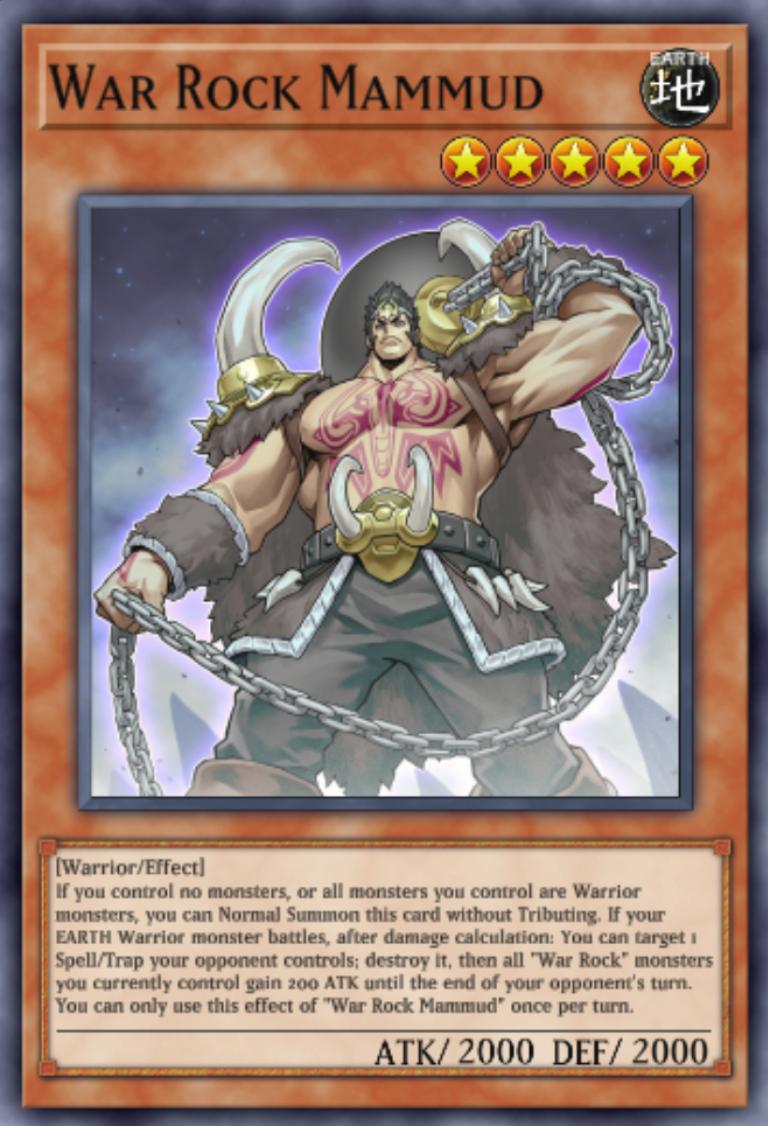 War Rock Mammud
EARTH
地
[Warrior/Effect]
If you control no monsters, or all monsters you control are Warrior
monsters, you can Normal Summon this card without Tributing. If your
EARTH Warrior monster battles, after damage calculation: You can target 1
Spell/Trap your opponent controls; destroy it, then all "War Rock" monsters
you currently control gain 200 ATK until the end of your opponent's turn.
You can only use this effect of "War Rock Mammud" once per turn.
ATK/ 2000 DEF/ 2000